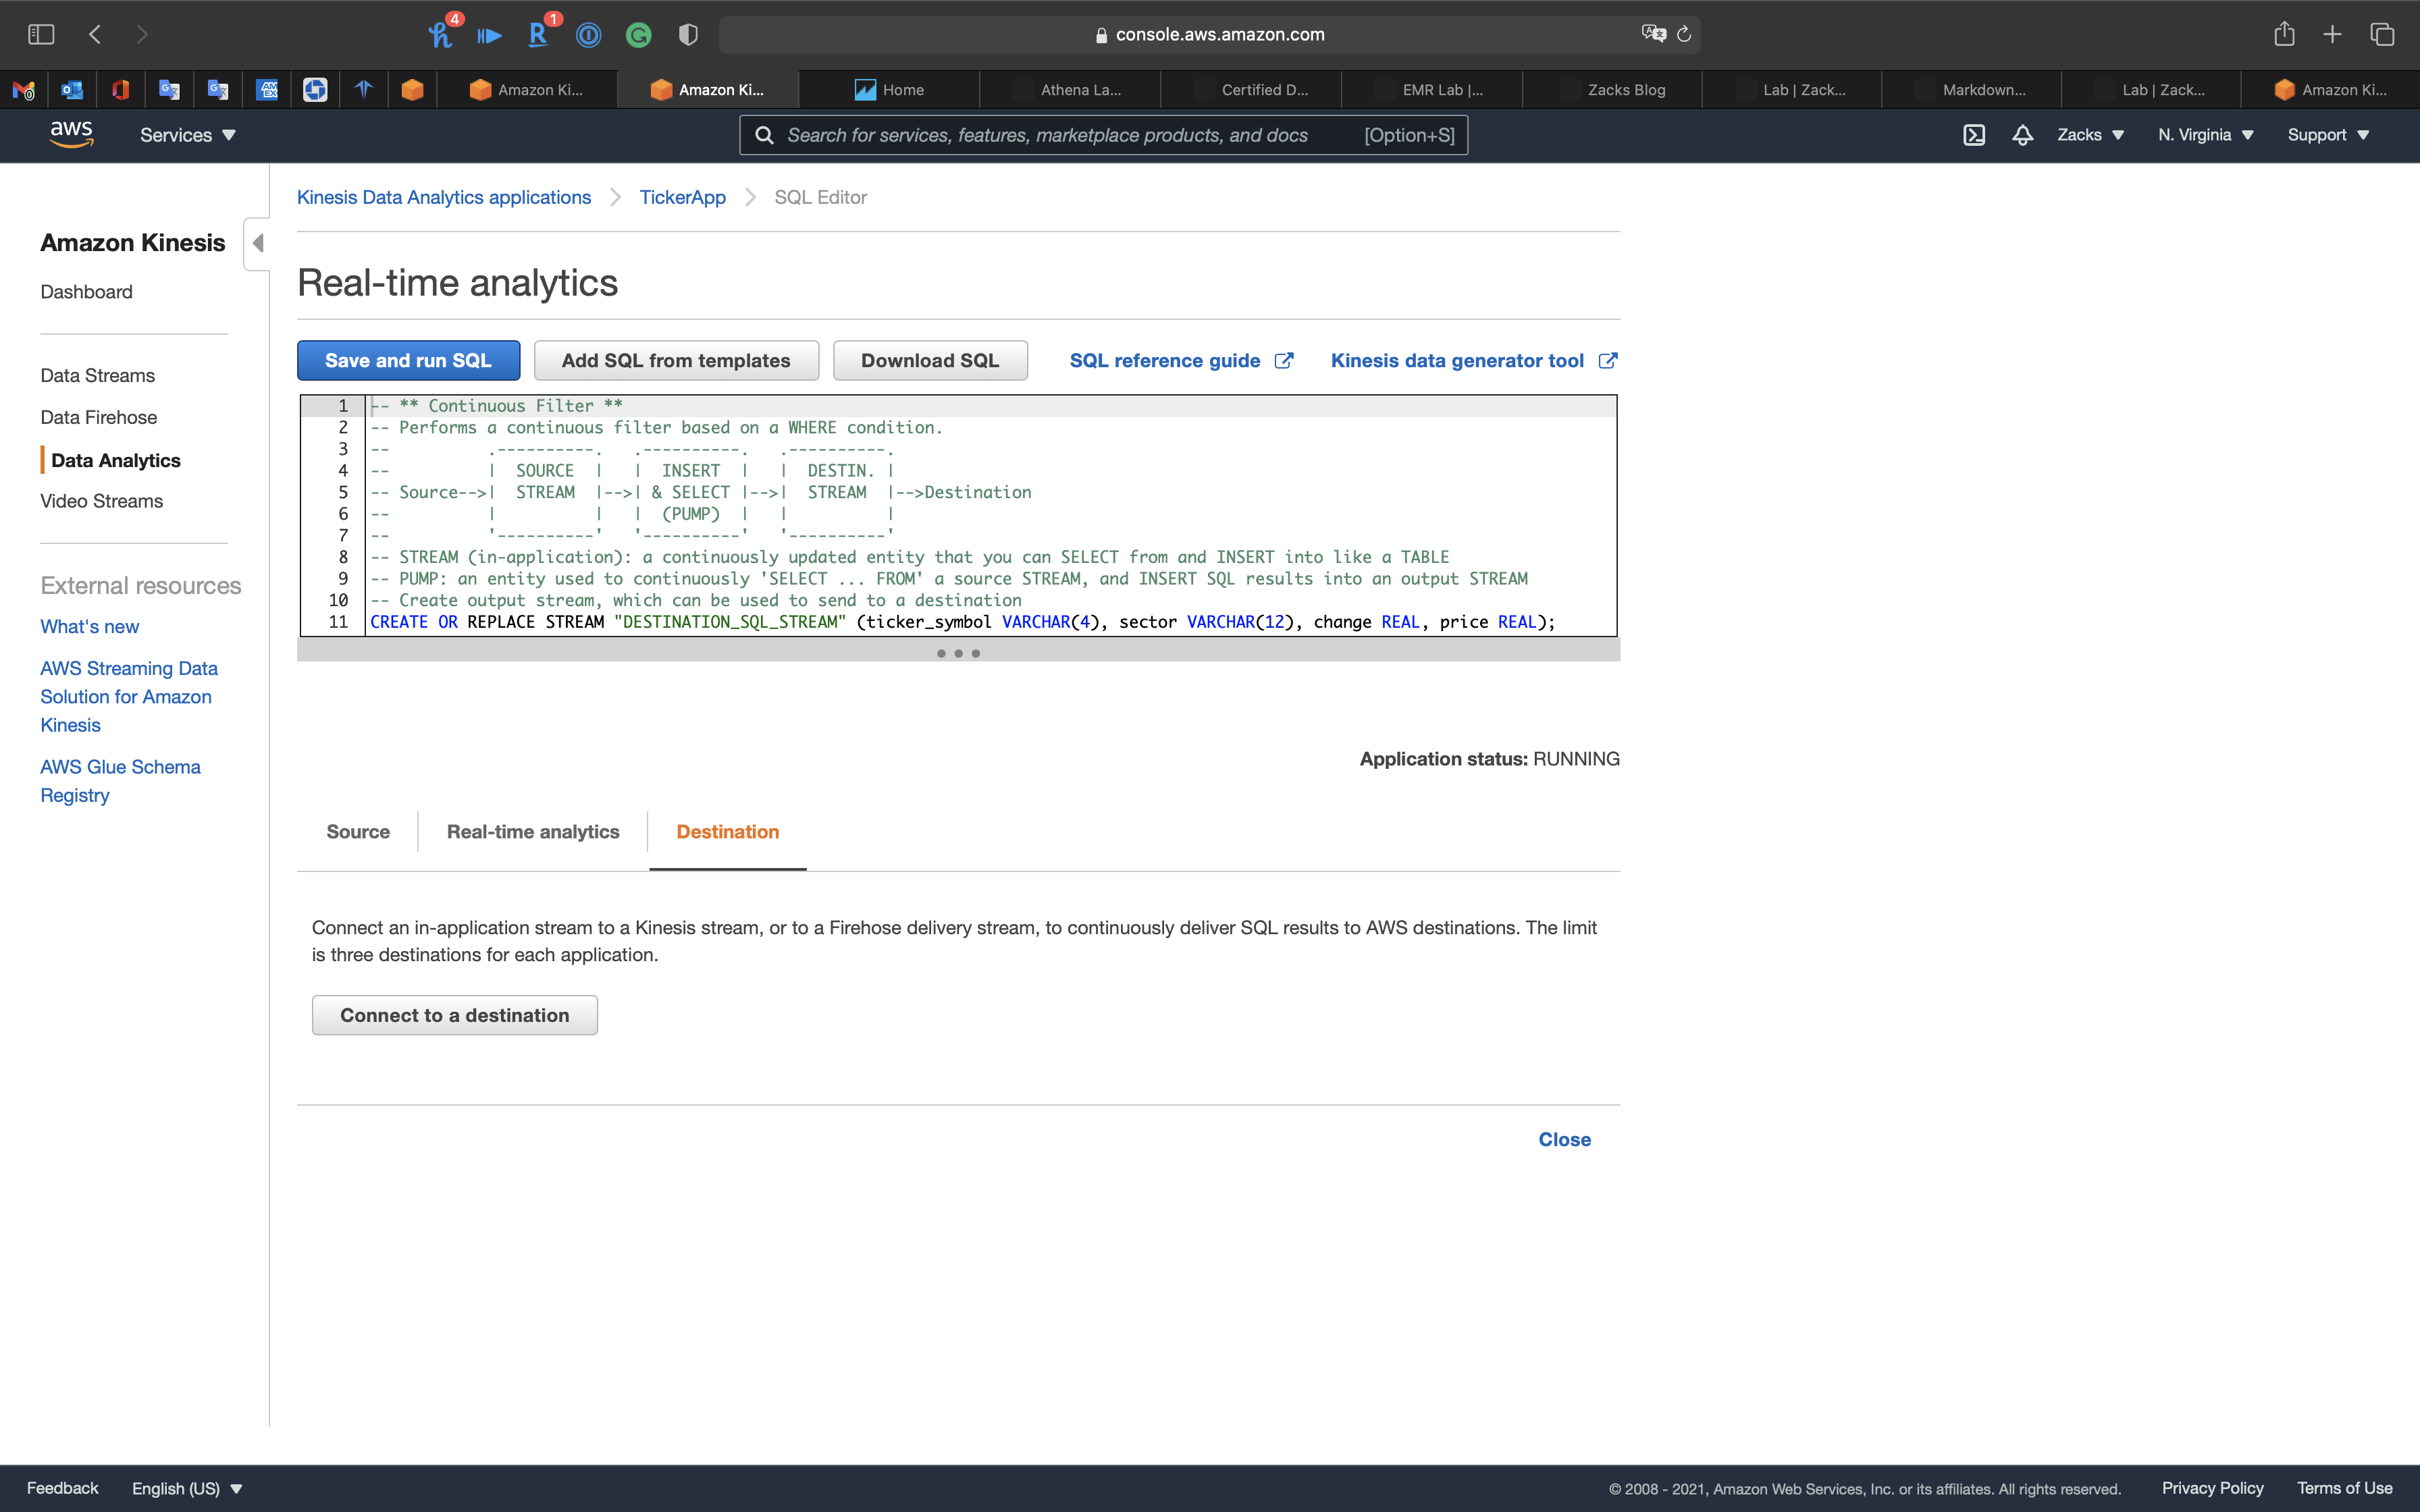 4
1
R
console.aws.amazon.com
Amazon Ki...
Amazon Ki...
Home
Athena La...
Certified D...
EMR Lab |...
Zacks Blog
Lab | Zack...
Markdown...
Lab | Zack...
Amazon Ki...
aws
Services
Search for services, features, marketplace products, and docs
[Option+S]
Zacks
N. Virginia
Support
Kinesis Data Analytics applications
TickerApp
SQL Editor
Amazon Kinesis
Dashboard
Data Streams
Data Firehose
Data Analytics
Video Streams
External resources
What's new
AWS Streaming Data
Solution for Amazon
Kinesis
AWS Glue Schema
Registry
Real-time analytics
Save and run SQL
Add SQL from templates
Download SQL
SQL reference guide
Kinesis data generator tool
1 -- ** Continuous Filter **
2 -- Performs a continuous filter based on a WHERE condition.
3 --          .----------.   .----------.   .----------.
4 --          |  SOURCE  |   |  INSERT  |   |  DESTIN. |
5 -- Source-->|  STREAM  |-->| & SELECT |-->|  STREAM  |-->Destination
6 --          |          |   |  (PUMP)  |   |          |
7 --          '----------'   '----------'   '----------'
8 -- STREAM (in-application): a continuously updated entity that you can SELECT from and INSERT into like a TABLE
9 -- PUMP: an entity used to continuously 'SELECT ... FROM' a source STREAM, and INSERT SQL results into an output STREAM
10 -- Create output stream, which can be used to send to a destination
11 CREATE OR REPLACE STREAM "DESTINATION_SQL_STREAM" (ticker_symbol VARCHAR(4), sector VARCHAR(12), change REAL, price REAL);
Application status: RUNNING
Source
Real-time analytics
Destination
Connect an in-application stream to a Kinesis stream, or to a Firehose delivery stream, to continuously deliver SQL results to AWS destinations. The limit
is three destinations for each application.
Connect to a destination
Close
Feedback
English (US)
© 2008 - 2021, Amazon Web Services, Inc. or its affiliates. All rights reserved.
Privacy Policy
Terms of Use